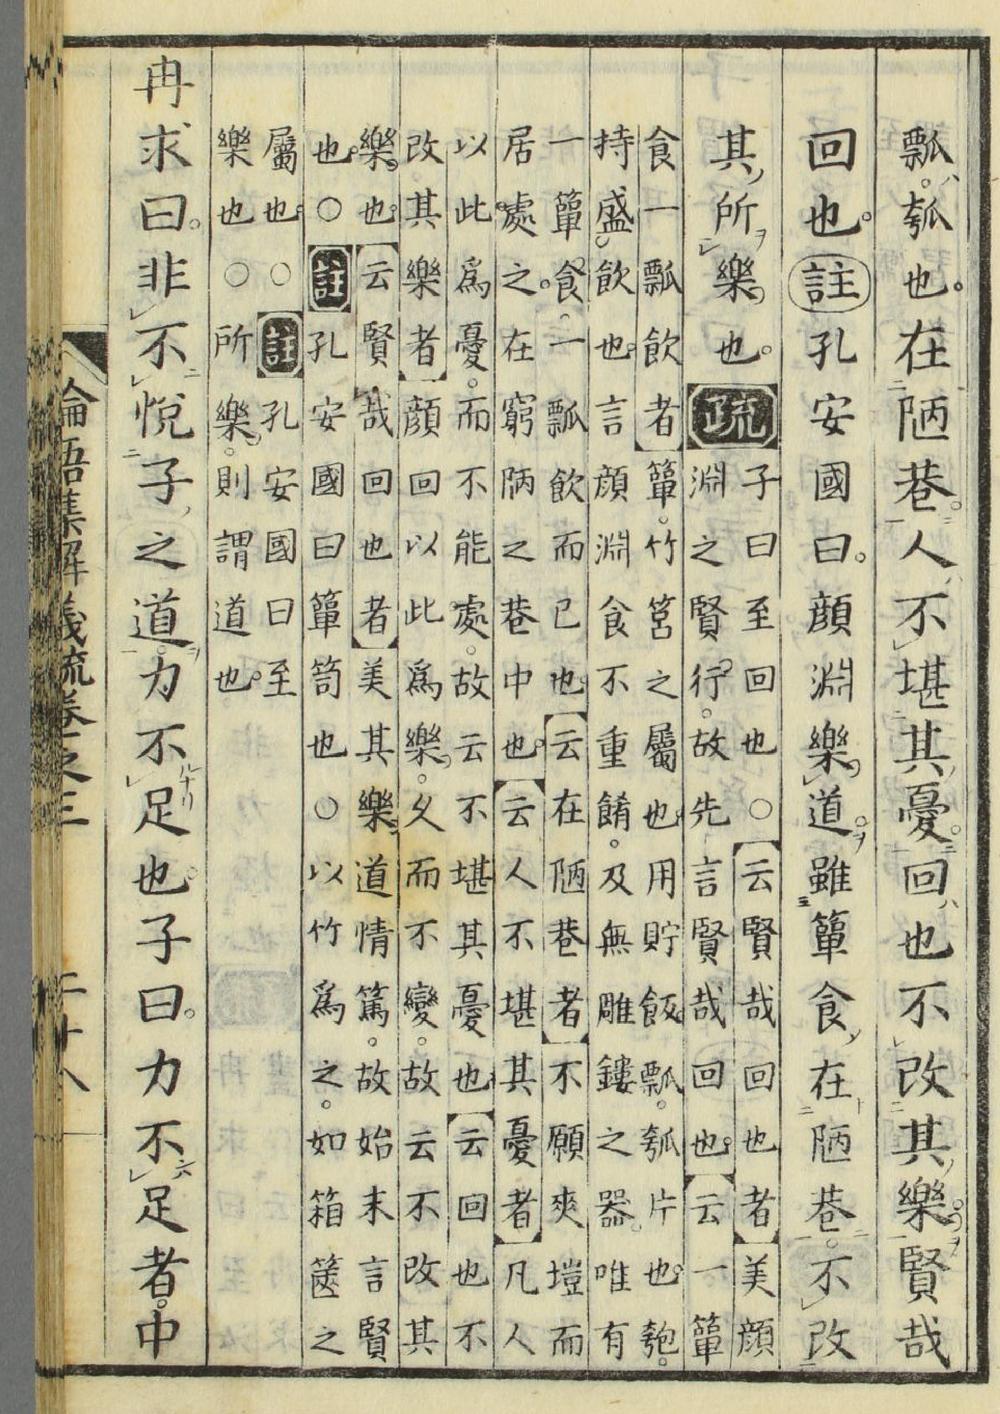 瓢。瓠也。在陋巷。人不堪其憂。回也不改其樂。賢哉
回也。註孔安國曰。顏淵樂道。雖簞食在陋巷。不改
其所樂也。疏
子曰至回也○云賢哉回也者美顏
淵之賢行。故先言賢哉回也。云一簞
食一瓢飲者簞。竹筥之屬也用貯飯瓢。瓠片也匏。
持盛飲也。言顏淵食不重餚。及無雕鏤之器唯有
一簞食。一瓢飲而已也。云在陋巷者不願爽塏而
居處之。在窮陋之巷中也。云人不堪其憂者凡人
以此爲憂。而不能處。故云不堪其憂也。云回也不
改其樂者顏回以此爲樂。久而不變。故云不改其
樂也。云賢哉回也者美其樂道情篤。故始末言賢
也。○註孔安國曰簞笥也○以竹爲之。如箱篋之
屬也。○註孔安國曰至
樂也○所樂。則謂道也。
冉求曰。非不悅子之道。力不足也。子曰。力不足者。中
論語集解義疏卷之三 二十八